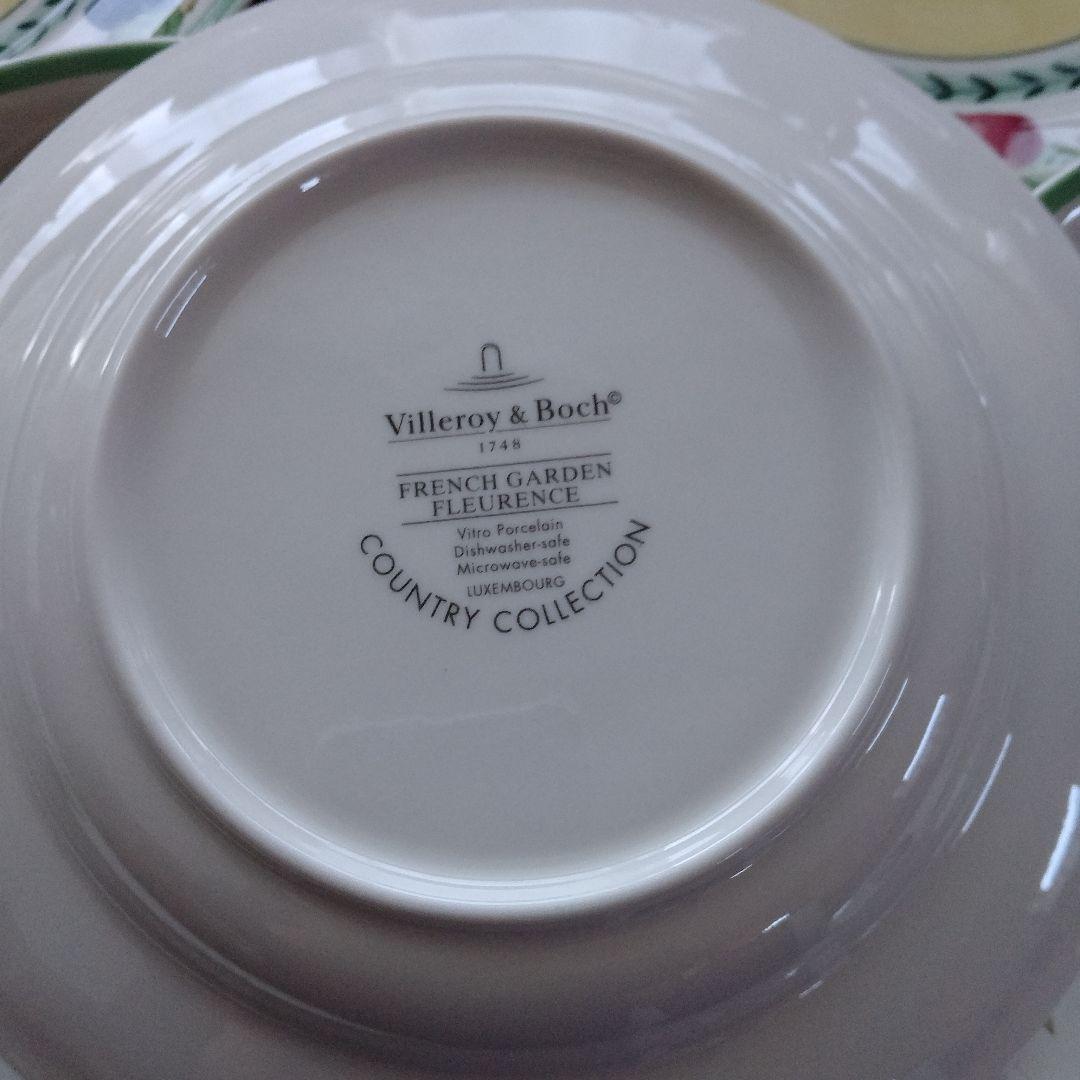 Villeroy & Boch©
1748
FRENCH GARDEN
FLEURENCE
Vitro Porcelain
Dishwasher-safe
Microwave-safe
LUXEMBOURG
COUNTRY COLLECTION